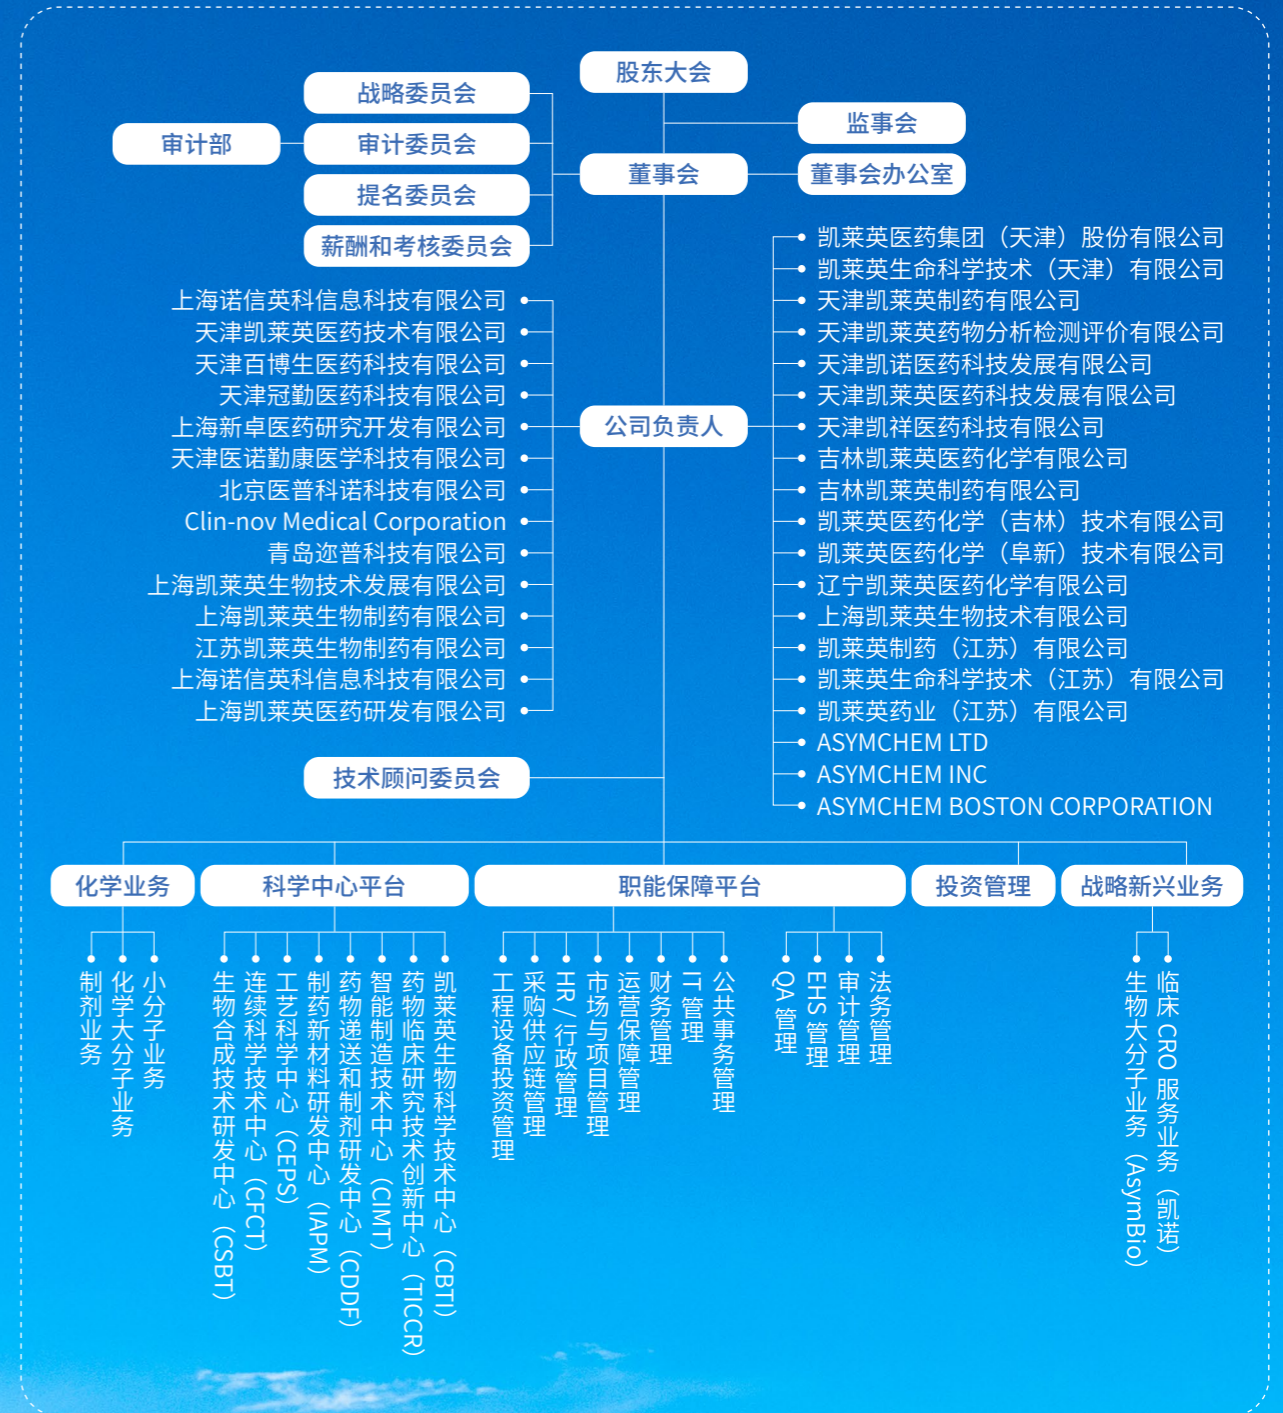 股东大会
战略委员会
监事会
审计部
审计委员会
董事会
董事会办公室
提名委员会
薪酬和考核委员会
上海诺信英科信息科技有限公司
天津凯莱英医药技术有限公司
天津百博生医药科技有限公司
天津冠勤医药科技有限公司
上海新卓医药研究开发有限公司
天津医诺勤康医学科技有限公司
北京医普科诺科技有限公司
Clin-nov Medical Corporation
青岛迩普科技有限公司
上海凯莱英生物技术发展有限公司
上海凯莱英生物制药有限公司
江苏凯莱英生物制药有限公司
上海诺信英科信息科技有限公司
上海凯莱英医药研发有限公司
公司负责人
凯莱英医药集团（天津）股份有限公司
凯莱英生命科学技术（天津）有限公司
天津凯莱英制药有限公司
天津凯莱英药物分析检测评价有限公司
天津凯诺医药科技发展有限公司
天津凯莱英医药科技发展有限公司
天津凯祥医药科技有限公司
吉林凯莱英医药化学有限公司
吉林凯莱英制药有限公司
凯莱英医药化学（吉林）技术有限公司
凯莱英医药化学（阜新）技术有限公司
辽宁凯莱英医药化学有限公司
上海凯莱英生物技术有限公司
凯莱英制药（江苏）有限公司
凯莱英生命科学技术（江苏）有限公司
凯莱英药业（江苏）有限公司
ASYMCHEM LTD
ASYMCHEM INC
ASYMCHEM BOSTON CORPORATION
技术顾问委员会
化学业务
科学中心平台
职能保障平台
投资管理
战略新兴业务
制剂业务
化学大分子业务
小分子业务
生物合成技术研发中心（CSBT）
连续科学技术中心（CFCT）
工艺科学中心（CEPS）
制药新材料研发中心（IAPM）
药物递送和制剂研发中心（CDDF）
智能制造技术中心（CIMT）
药物临床研究技术创新中心（TICCR）
凯莱英生物科学技术中心（CBTI）
工程设备投资管理
采购供应链管理
HR / 行政管理
市场与项目管理
运营保障管理
财务管理
IT 管理
公共事务管理
QA 管理
EHS 管理
审计管理
法务管理
生物大分子业务（AsymBio）
临床 CRO 服务业务（凯诺）